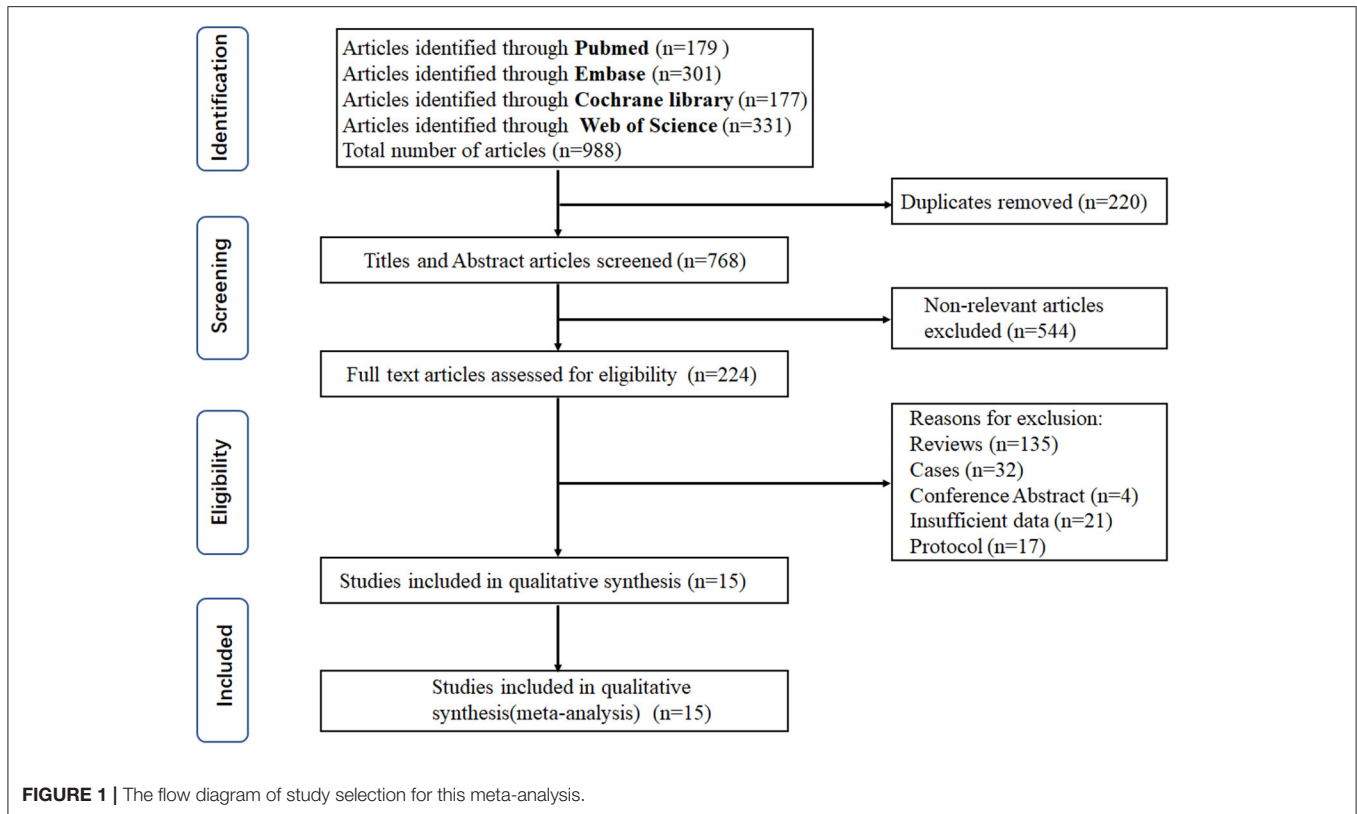 Identification
Articles identified through Pubmed (n=179 )
Articles identified through Embase (n=301)
Articles identified through Cochrane library (n=177)
Articles identified through Web of Science (n=331)
Total number of articles (n=988)
Duplicates removed (n=220)
Screening
Titles and Abstract articles screened (n=768)
Non-relevant articles
excluded (n=544)
Full text articles assessed for eligibility (n=224)
Eligibility
Reasons for exclusion:
Reviews (n=135)
Cases (n=32)
Conference Abstract (n=4)
Insufficient data (n=21)
Protocol (n=17)
Studies included in qualitative synthesis (n=15)
Included
Studies included in qualitative
synthesis(meta-analysis) (n=15)
FIGURE 1 | The flow diagram of study selection for this meta-analysis.